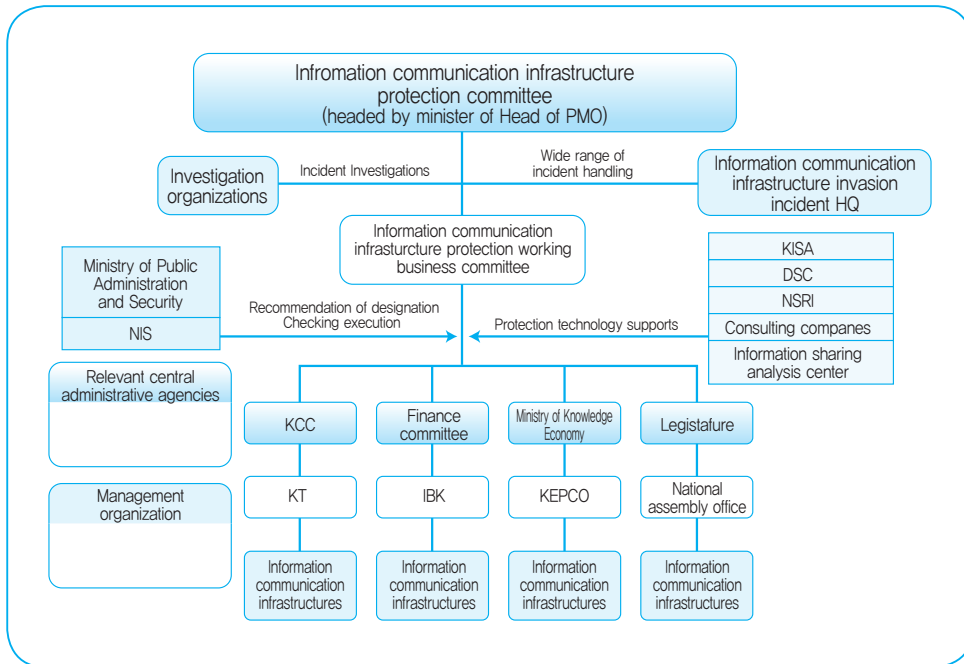 Infromation communication infrastructure
protection committee
(headed by minister of Head of PMO)
Investigation
organizations
Incident Investigations
Wide range of
incident handling
Information communication
infrastructure invasion
incident HQ
Information communication
infrasturcture protection working
business committee
Ministry of Public
Administration
and Security
NIS
Recommendation of designation
Checking execution
Protection technology supports
KISA
DSC
NSRI
Consulting companes
Information sharing
analysis center
Relevant central
administrative agencies
KCC
Finance
committee
Ministry of Knowledge
Economy
Legistafure
Management
organization
KT
IBK
KEPCO
National
assembly office
Information
communication
infrastructures
Information
communication
infrastructures
Information
communication
infrastructures
Information
communication
infrastructures